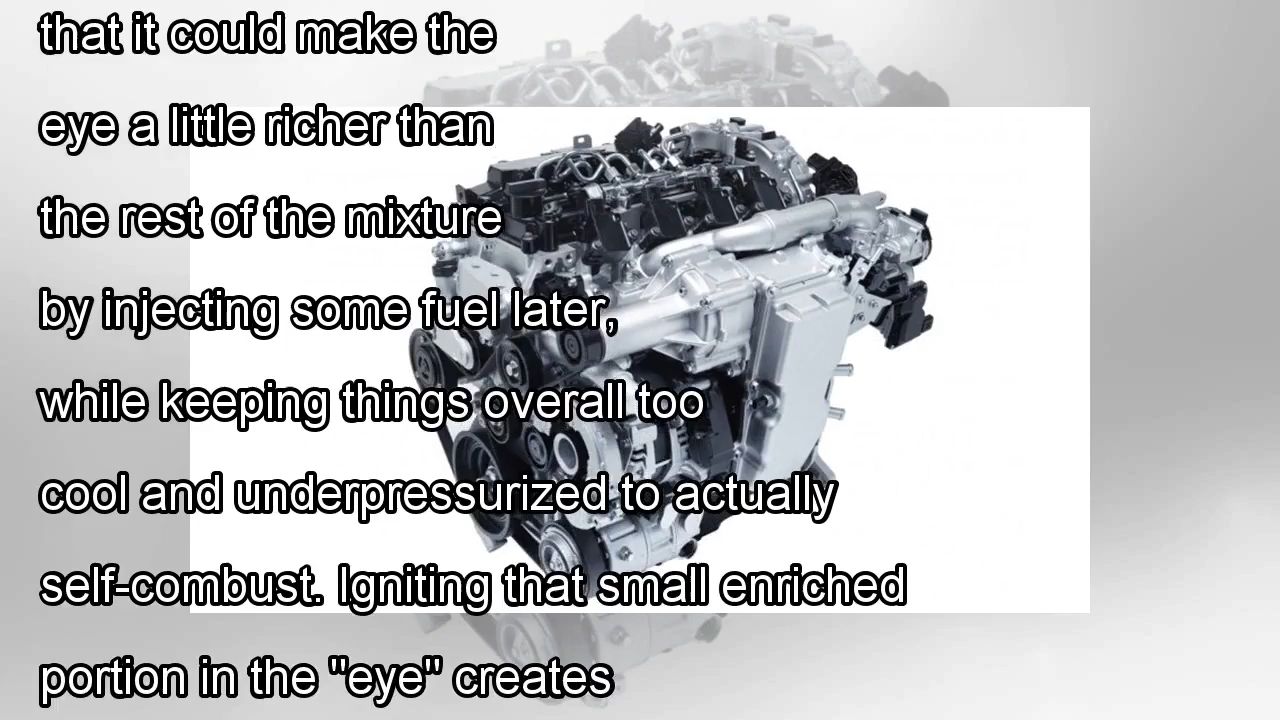 that it could make the
eye a little richer than
the rest of the mixture
by injecting some fuel later,
while keeping things overall too
cool and underpressurized to actually
self-combust. Igniting that small enriched
portion in the "eye" creates